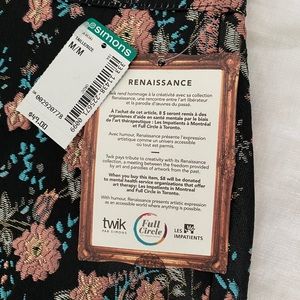 simons
TAILLE/SIZE
M/M
RENAISSANCE
Twik rend hommage à la créativité avec sa collection
Renaissance, une rencontre entre l'art libérateur
et la parodie d'œuvres du passé.
À l'achat de cet article, 8 $ seront remis à des
organismes d'aide en santé mentale par le biais
de l'art thérapeutique : Les Impatients à Montréal
et Full Circle à Toronto.
Avec humour, Renaissance présente l'expression
artistique comme un univers accessible
où tout est permis.
Twik pays tribute to creativity with its Renaissance
collection, a meeting between the freedom provided
by art and parodies of artwork from the past.
When you buy this item, $8 will be donated
to mental health service organizations that offer
art therapy: Les Impatients in Montréal
and Full Circle in Toronto.
With humour, Renaissance presents artistic expression
as an accessible world where anything is possible.
twik
PAR SIMONS
Full
Circle
LES
IMPATIENTS